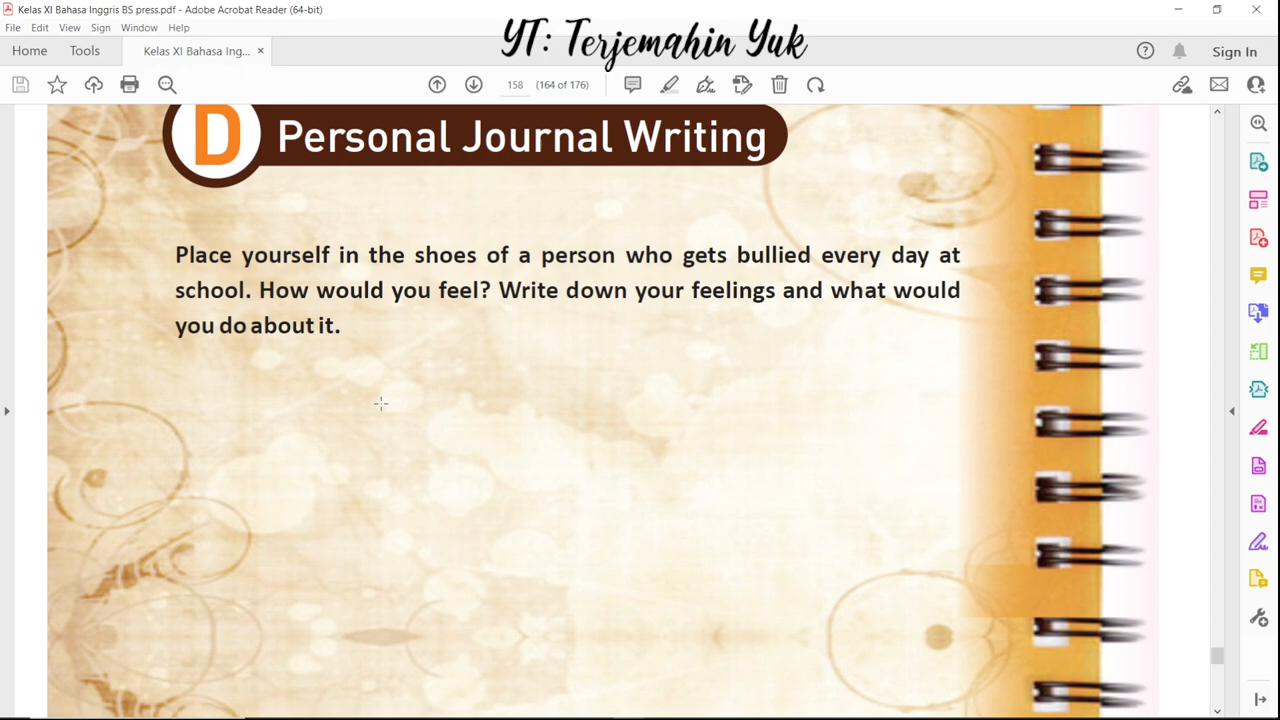 Kelas XI Bahasa Inggris BS press.pdf - Adobe Acrobat Reader (64-bit)
File Edit View Sign Window Help
YT: Terjemahin Yuk
Home Tools Kelas XI Bahasa Ing... × Sign In
158 (164 of 176)
D Personal Journal Writing
Place yourself in the shoes of a person who gets bullied every day at
school. How would you feel? Write down your feelings and what would
you do about it.